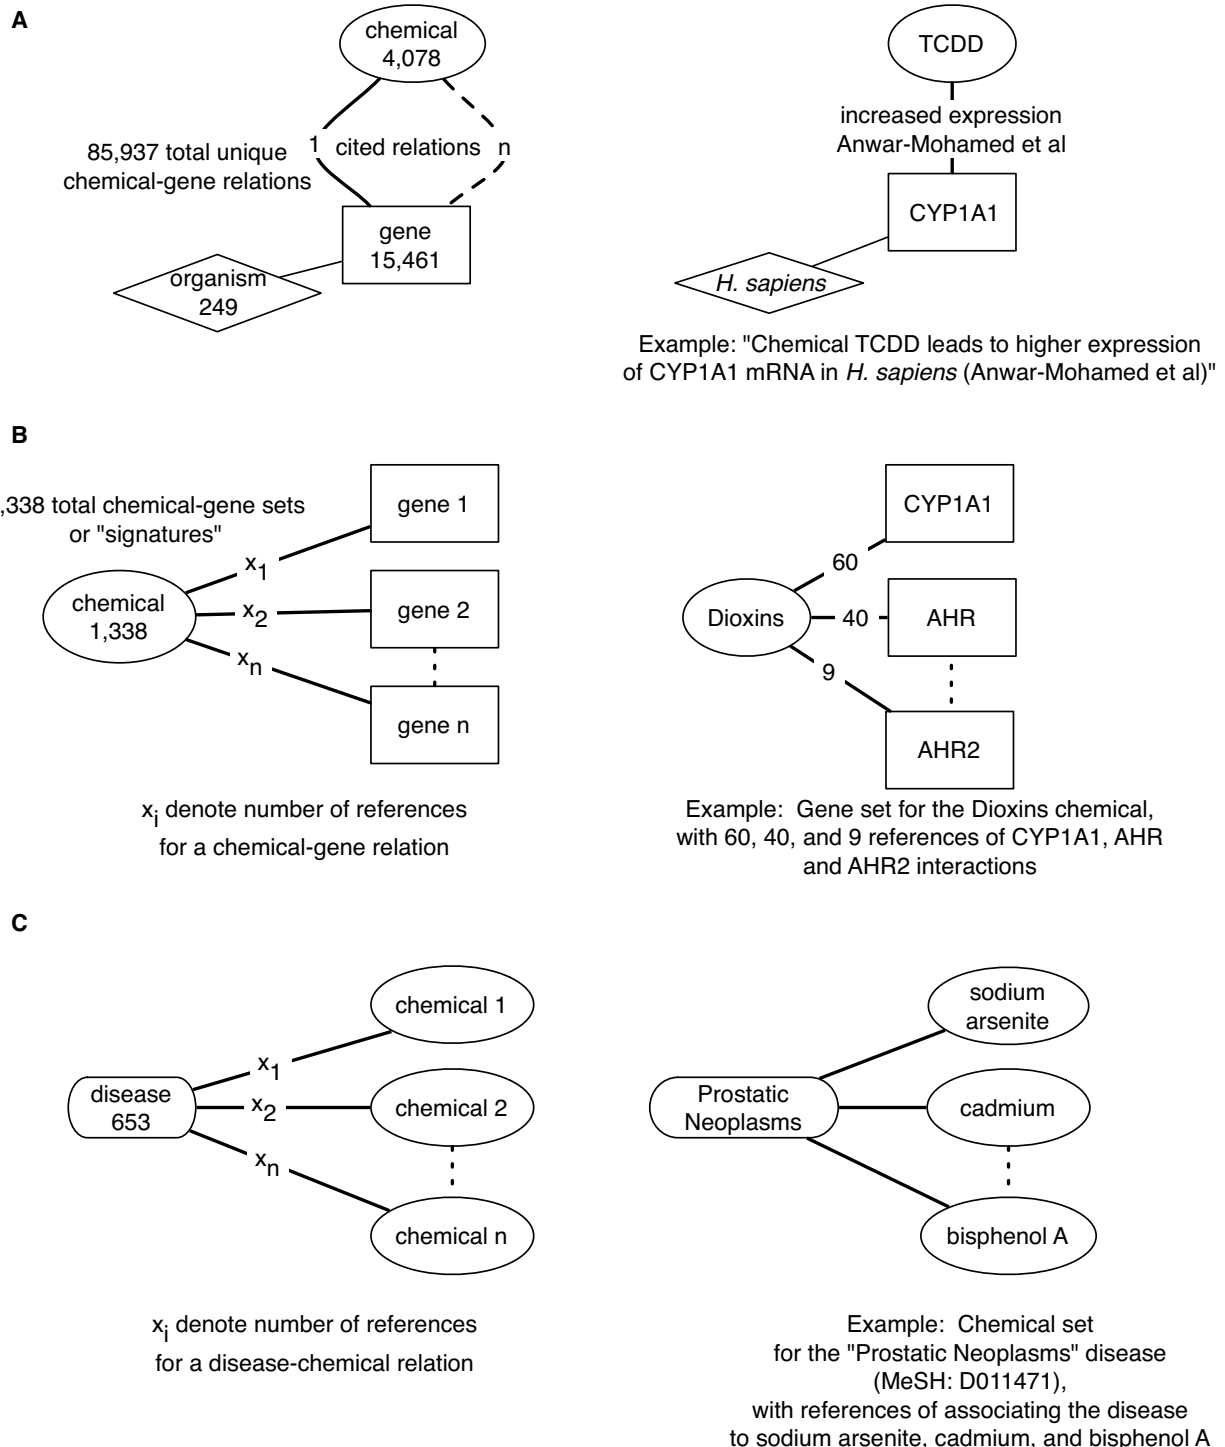 A
chemical
4,078
85,937 total unique
chemical-gene relations
1 cited relations n
gene
15,461
organism
249
TCDD
increased expression
Anwar-Mohamed et al
CYP1A1
H. sapiens
Example: "Chemical TCDD leads to higher expression
of CYP1A1 mRNA in H. sapiens (Anwar-Mohamed et al)"
B
,338 total chemical-gene sets
or "signatures"
chemical
1,338
x1
x2
xn
gene 1
gene 2
gene n
xi denote number of references
for a chemical-gene relation
Dioxins
60
40
9
CYP1A1
AHR
AHR2
Example: Gene set for the Dioxins chemical,
with 60, 40, and 9 references of CYP1A1, AHR
and AHR2 interactions
C
disease
653
x1
x2
xn
chemical 1
chemical 2
chemical n
xi denote number of references
for a disease-chemical relation
Prostatic
Neoplasms
sodium
arsenite
cadmium
bisphenol A
Example: Chemical set
for the "Prostatic Neoplasms" disease
(MeSH: D011471),
with references of associating the disease
to sodium arsenite, cadmium, and bisphenol A